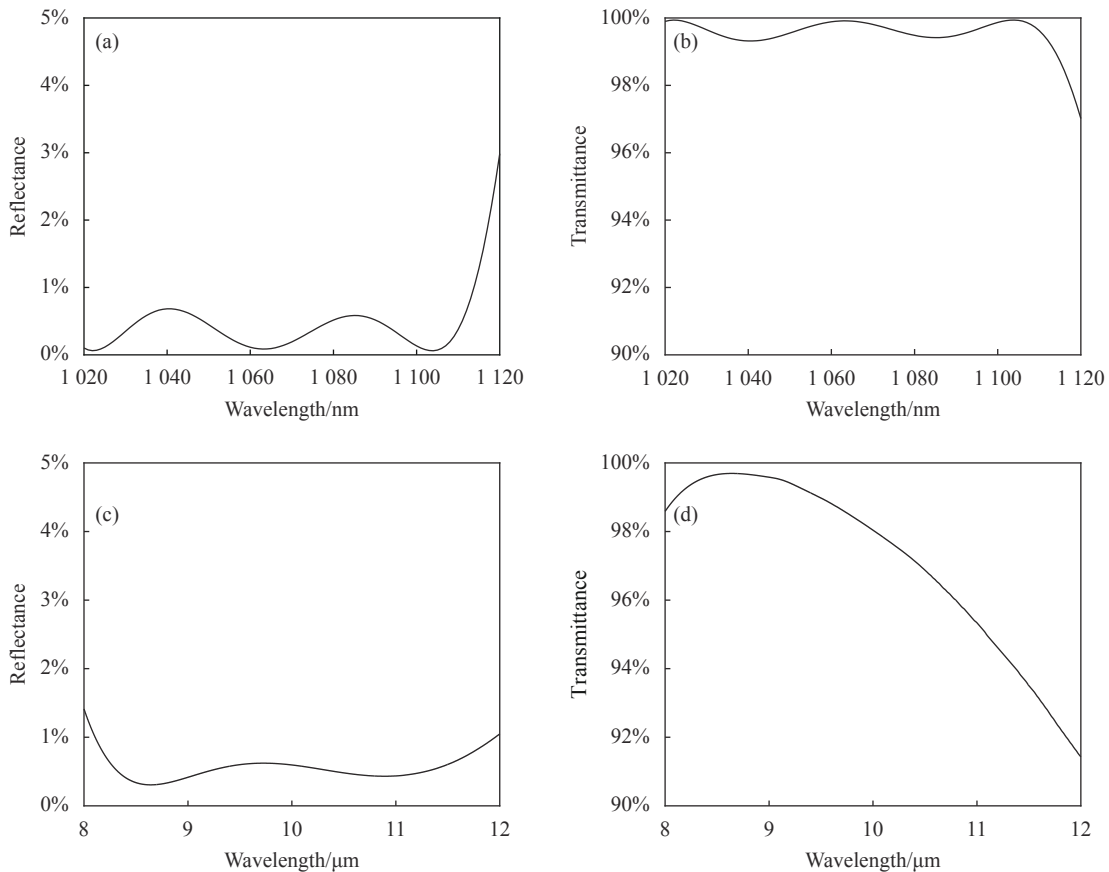 5%
(a)
4%
3%
2%
1%
0%
Reflectance
1 020 1 040 1 060 1 080 1 100 1 120
Wavelength/nm
100%
(b)
98%
96%
94%
92%
90%
Transmittance
1 020 1 040 1 060 1 080 1 100 1 120
Wavelength/nm
5%
(c)
4%
3%
2%
1%
0%
Reflectance
8 9 10 11 12
Wavelength/μm
100%
(d)
98%
96%
94%
92%
90%
Transmittance
8 9 10 11 12
Wavelength/μm